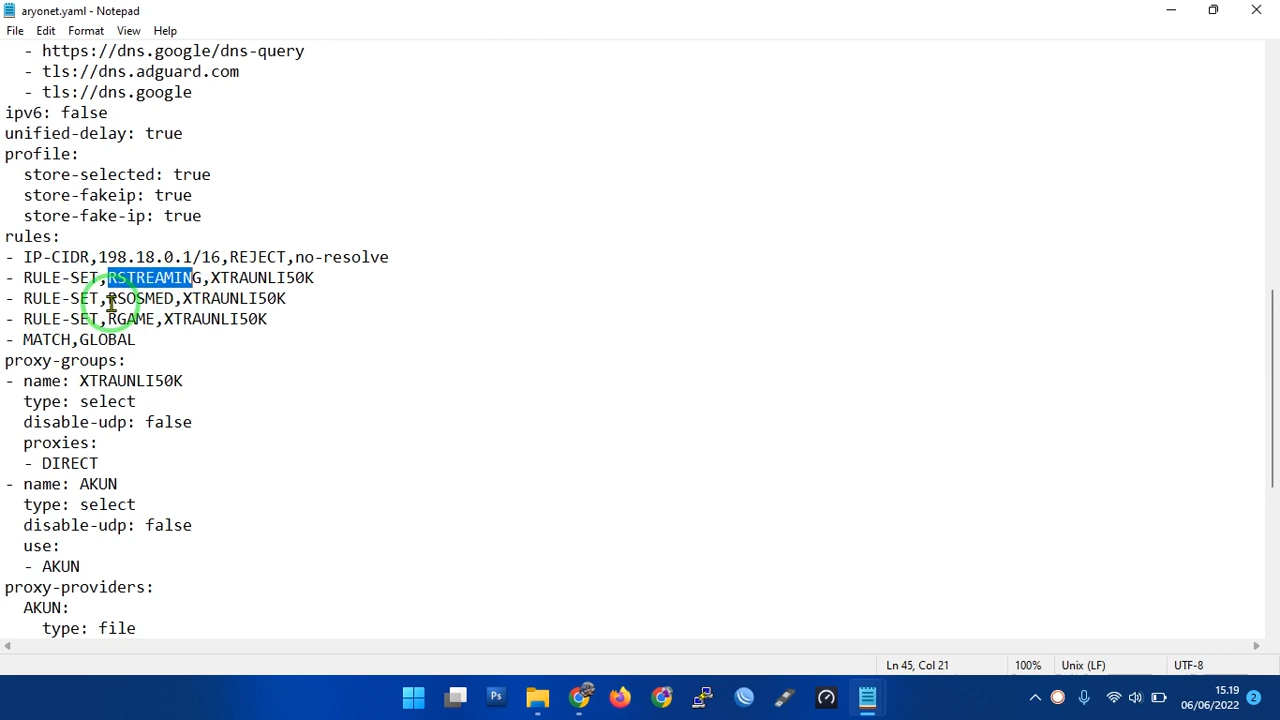 aryonet.yaml - Notepad
File Edit Format View Help
- https://dns.google/dns-query
- tls://dns.adguard.com
- tls://dns.google
ipv6: false
unified-delay: true
profile:
store-selected: true
store-fakeip: true
store-fake-ip: true
rules:
- IP-CIDR,198.18.0.1/16,REJECT,no-resolve
- RULE-SET,RSTREAMING,XTRAUNLI50K
- RULE-SET,RSOSMED,XTRAUNLI50K
- RULE-SET,RGAME,XTRAUNLI50K
- MATCH,GLOBAL
proxy-groups:
- name: XTRAUNLI50K
type: select
disable-udp: false
proxies:
- DIRECT
- name: AKUN
type: select
disable-udp: false
use:
- AKUN
proxy-providers:
AKUN:
type: file
Ln 45, Col 21 100% Unix (LF) UTF-8
Ps 15.19
06/06/2022 2